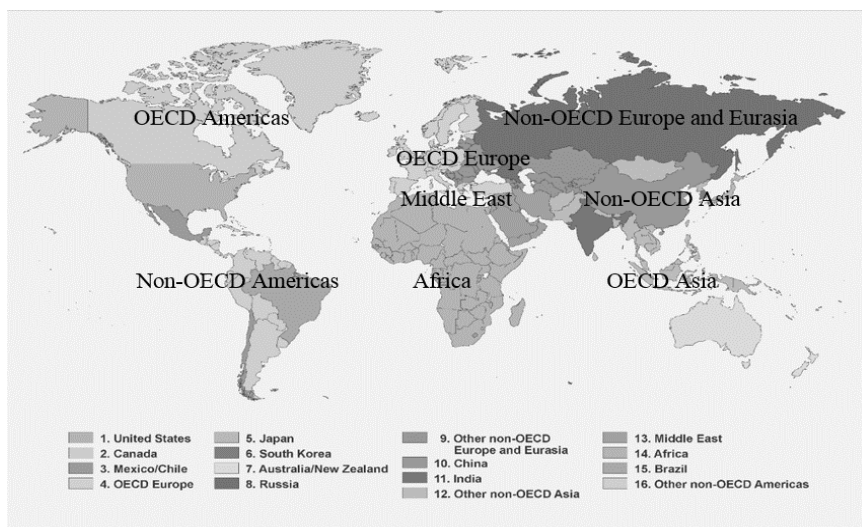 OECD Americas
Non-OECD Europe and Eurasia
OECD Europe
Middle East
Non-OECD Asia
Non-OECD Americas
Africa
OECD Asia
1. United States
2. Canada
3. Mexico/Chile
4. OECD Europe
5. Japan
6. South Korea
7. Australia/New Zealand
8. Russia
9. Other non-OECD
Europe and Eurasia
10. China
11. India
12. Other non-OECD Asia
13. Middle East
14. Africa
15. Brazil
16. Other non-OECD Americas